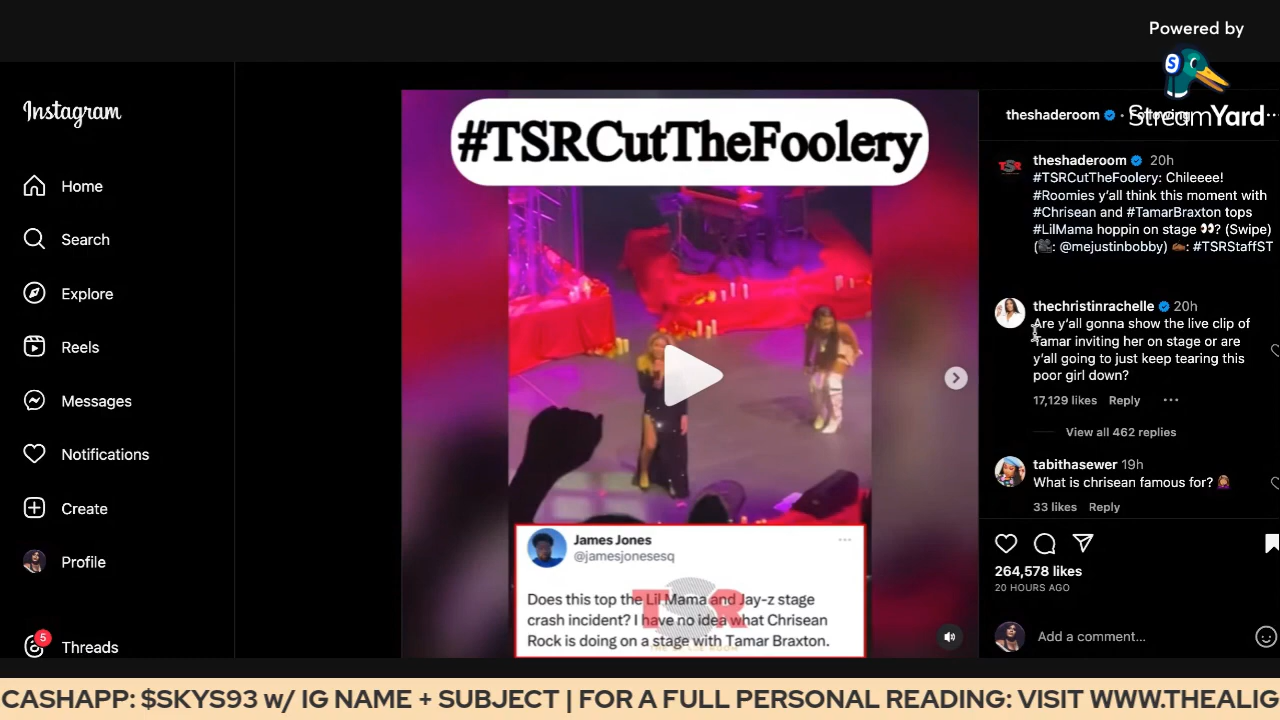 Powered by
StreamYard
Instagram
Home
Search
Explore
Reels
Messages
Notifications
Create
Profile
5
Threads
#TSRCutTheFoolery
James Jones
@jamesjonesesq
Does this top the Lil Mama and Jay-z stage
crash incident? I have no idea what Chrisean
Rock is doing on a stage with Tamar Braxton.
TSR
theshaderoom • Following
theshaderoom 20h
#TSRCutTheFoolery: Chileeee!
#Roomies y'all think this moment with
#Chrisean and #TamarBraxton tops
#LilMama hoppin on stage 👀? (Swipe)
(🎥: @mejustinbobby) ✍🏾: #TSRStaffST
thechristinrachelle 20h
Are y'all gonna show the live clip of
Tamar inviting her on stage or are
y'all going to just keep tearing this
poor girl down?
17,129 likes Reply
View all 462 replies
tabithasewer 19h
What is chrisean famous for? 🤷🏾‍♀️
33 likes Reply
264,578 likes
20 HOURS AGO
Add a comment...
CASHAPP: $SKYS93 w/ IG NAME + SUBJECT | FOR A FULL PERSONAL READING: VISIT WWW.THEALIG